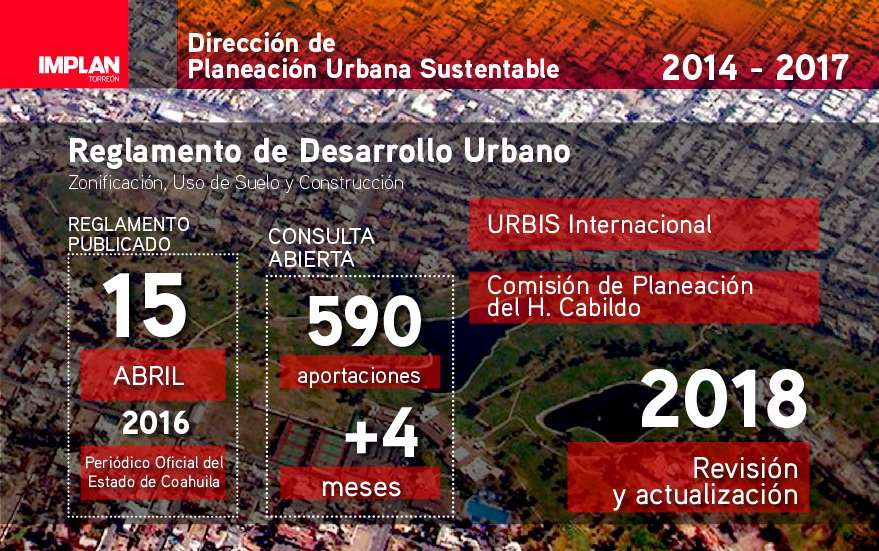 IMPLAN
TORREÓN
Dirección de
Planeación Urbana Sustentable
2014 - 2017
Reglamento de Desarrollo Urbano
Zonificación, Uso de Suelo y Construcción
REGLAMENTO
PUBLICADO
15
ABRIL
2016
Periódico Oficial del
Estado de Coahuila
CONSULTA
ABIERTA
590
aportaciones
+4
meses
URBIS Internacional
Comisión de Planeación
del H. Cabildo
2018
Revisión
y actualización